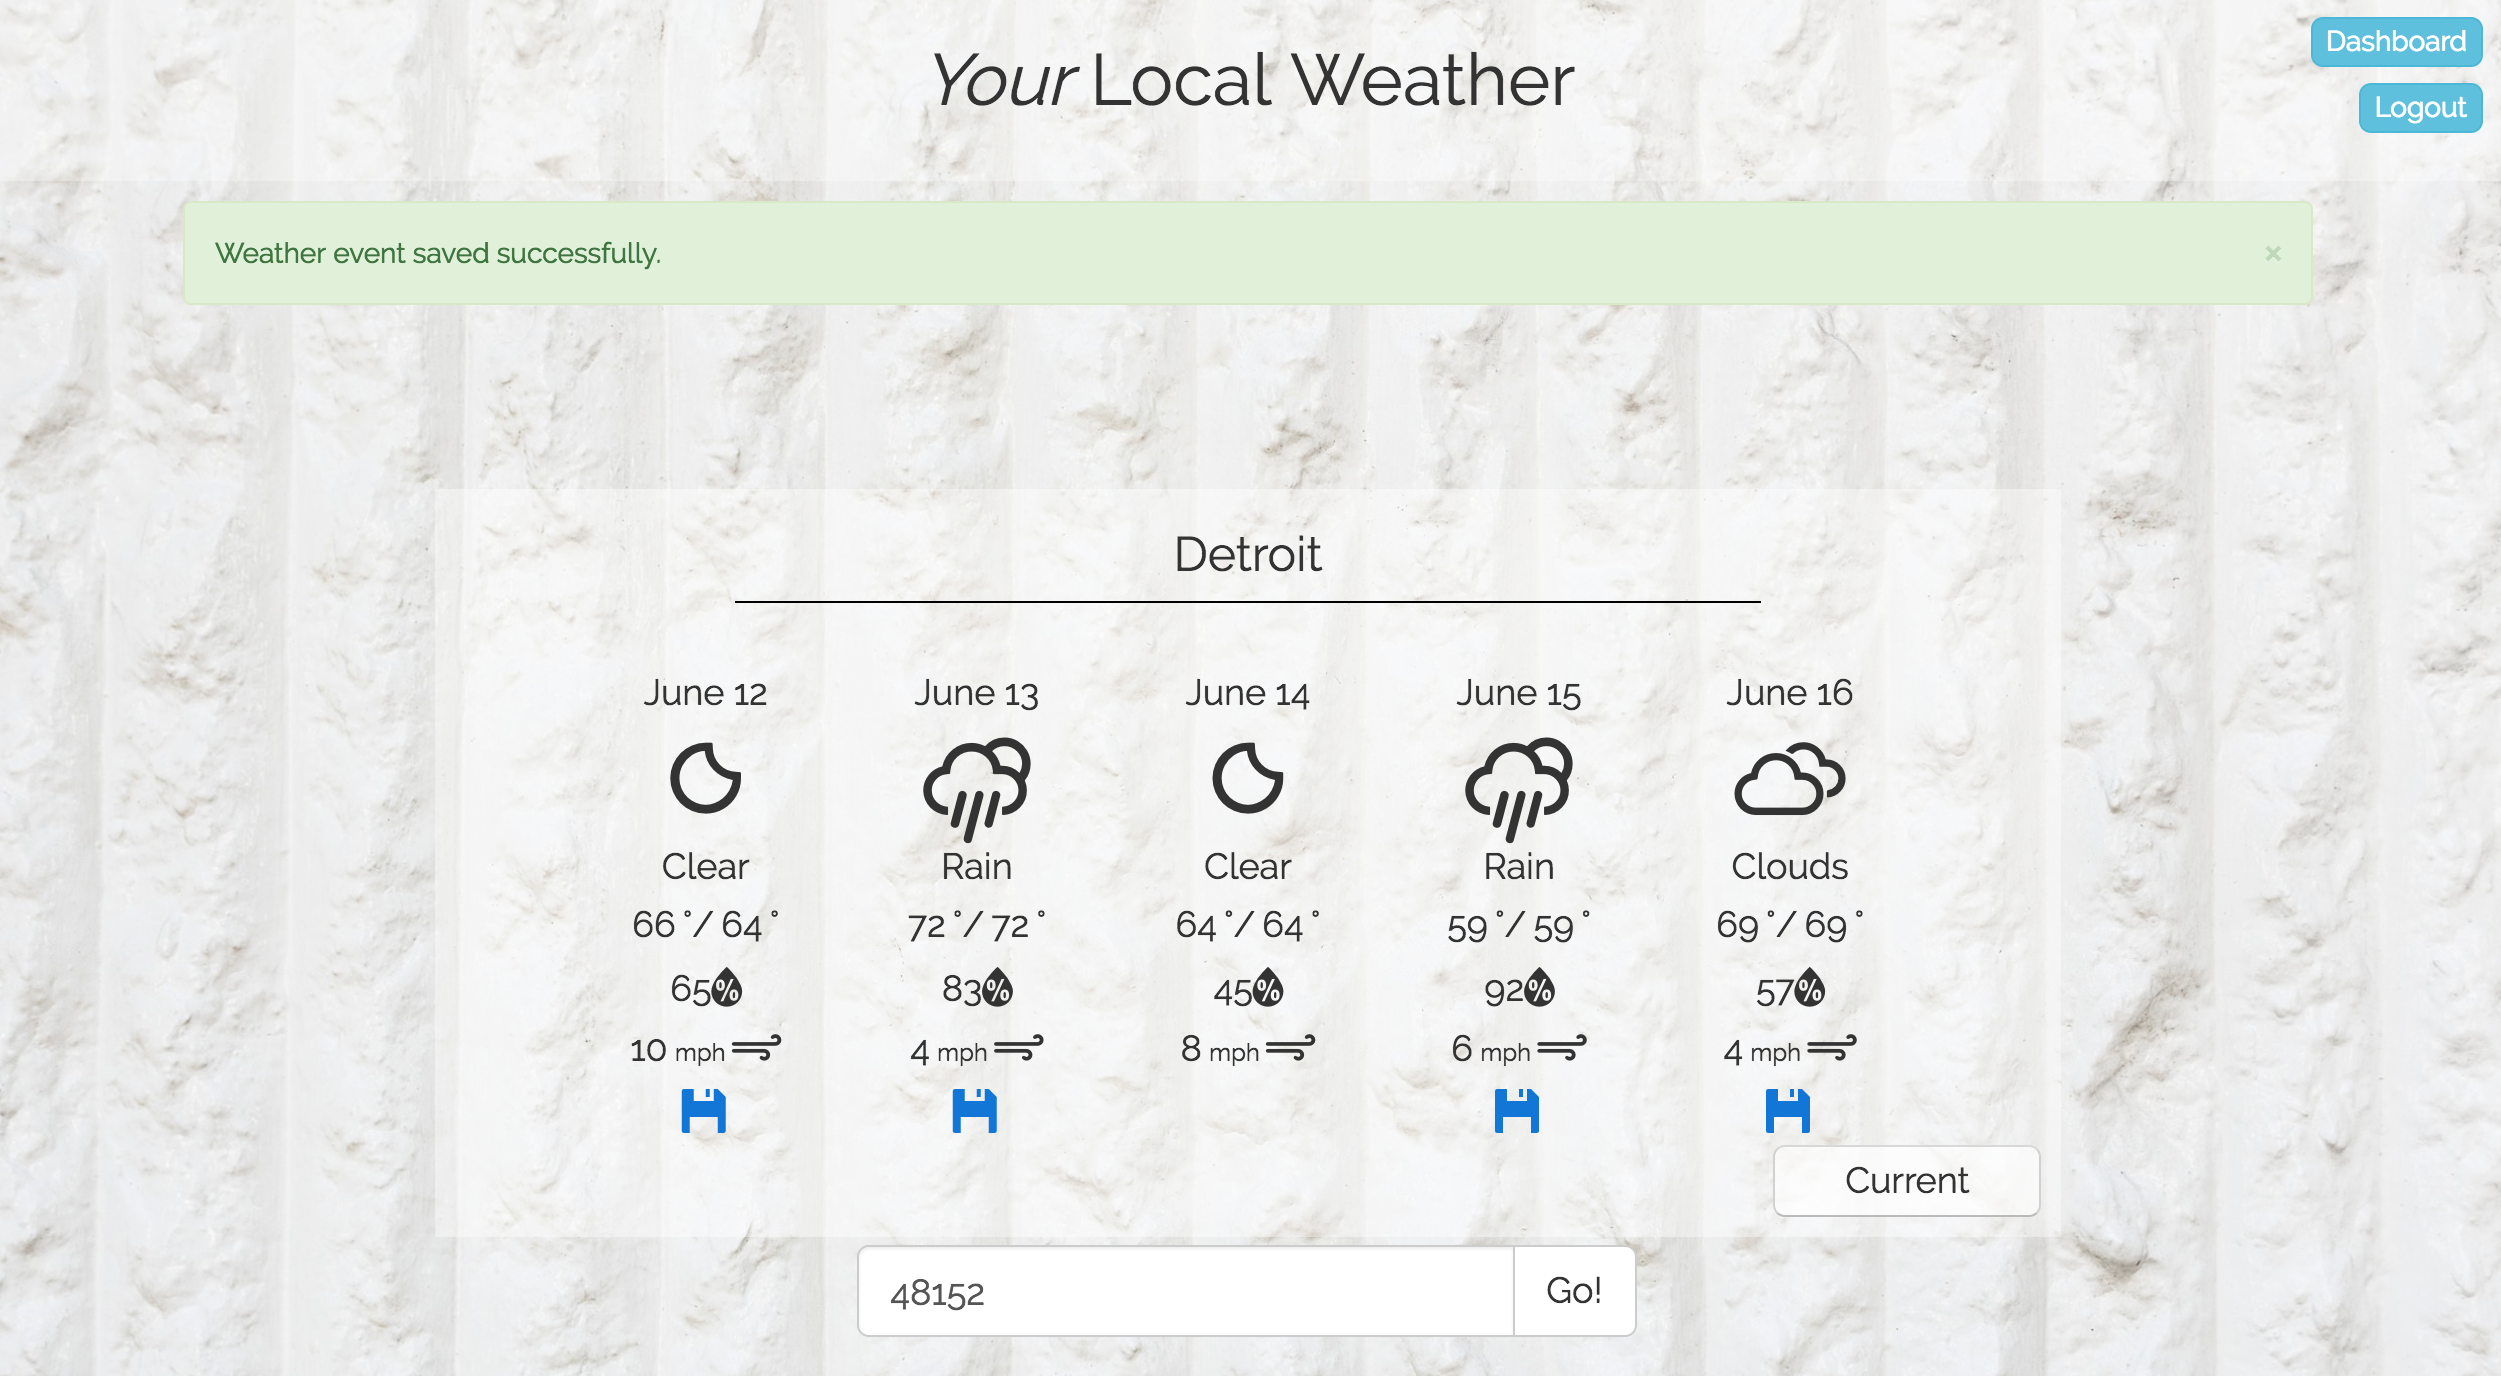 Your Local Weather
Dashboard
Logout
Weather event saved successfully.
×
Detroit
June 12
June 13
June 14
June 15
June 16
Clear
Rain
Clear
Rain
Clouds
66 °/ 64 °
72 °/ 72 °
64 °/ 64 °
59 °/ 59 °
69 °/ 69 °
65%
83%
45%
92%
57%
10 mph
4 mph
8 mph
6 mph
4 mph
Current
48152
Go!